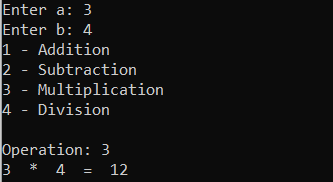 Enter a: 3
Enter b: 4
1 - Addition
2 - Subtraction
3 - Multiplication
4 - Division

Operation: 3
3  *  4  =  12